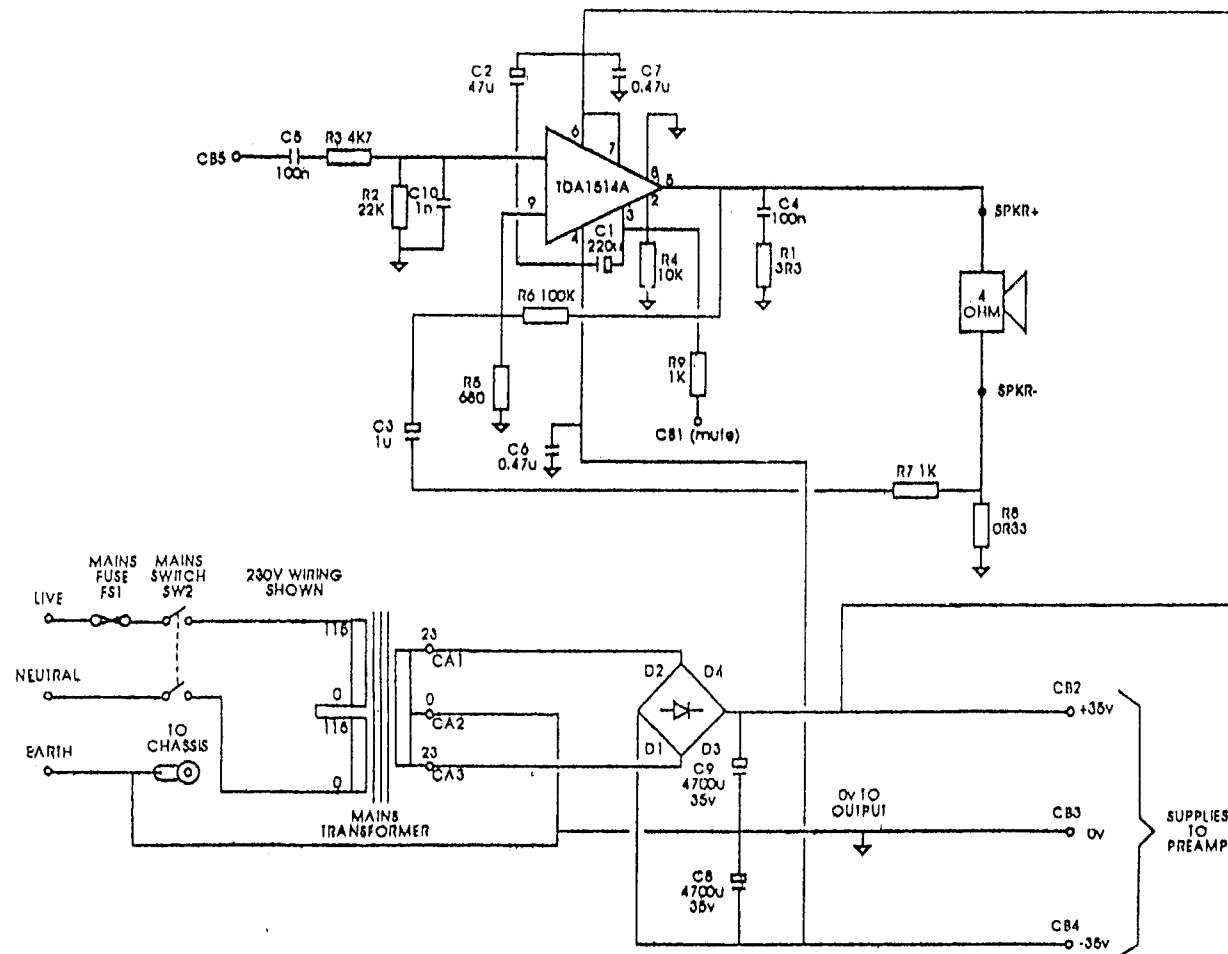 C2
47u
C7
0.47u
6
7
C5
R3 4K7
CB5
100n
TDA1514A
8
5
R2
22K
C10
1n
9
2
3
4
C1
220u
C4
100n
SPKR+
R4
10K
R1
3R3
R6 100K
4
OHM
R5
680
R9
1K
SPKR-
C3
1u
CB1 (mute)
C6
0.47u
R7 1K
R8
0R33
MAINS
FUSE
FS1
MAINS
SWITCH
SW2
230V WIRING
SHOWN
LIVE
115
23
CA1
D2
D4
NEUTRAL
0
0
CA2
CB2
+35v
115
TO
CHASSIS
EARTH
23
CA3
D1
D3
0
C9
4700u
35v
MAINS
TRANSFORMER
0v TO
OUTPUT
CB3
0v
SUPPLIES
TO
PREAMP
C8
4700u
35v
CB4
-35v